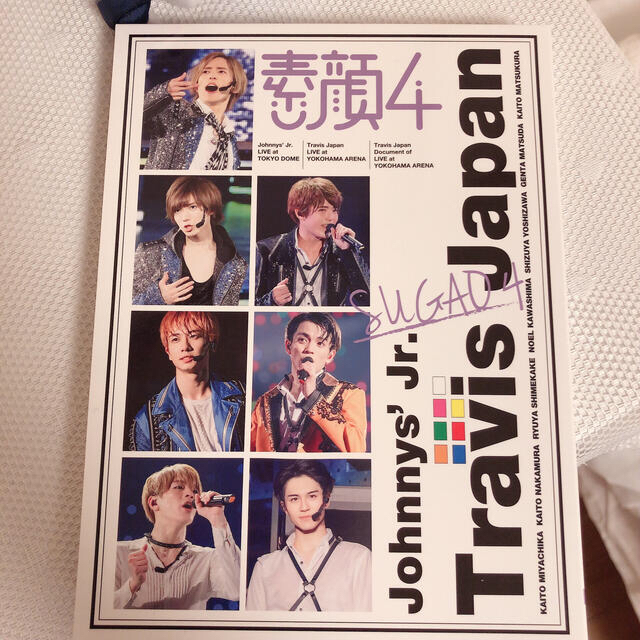 素顔4
Johnnys' Jr.
LIVE at
TOKYO DOME
Travis Japan
LIVE at
YOKOHAMA ARENA
Travis Japan
Document of
LIVE at
YOKOHAMA ARENA
SUGAO4
Johnnys' Jr.
Travis Japan
KAITO MIYACHIKA KAITO NAKAMURA RYUYA SHIMEKAKE NOEL KAWASHIMA SHIZUYA YOSHIZAWA GENTA MATSUDA KAITO MATSUKURA